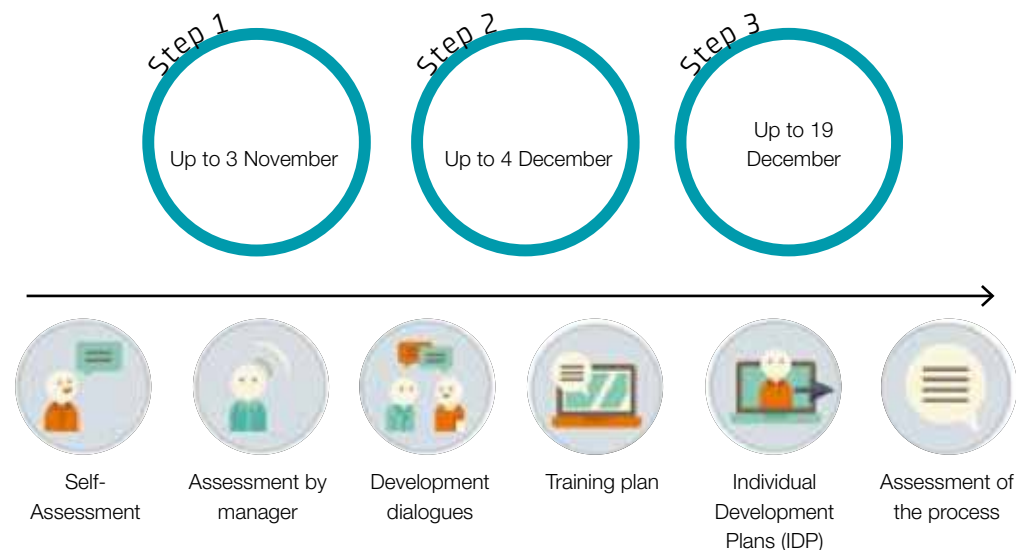 Step 1
Step 2
Step 3
Up to 3 November
Up to 4 December
Up to 19
December
Self-
Assessment
Assessment by
manager
Development
dialogues
Training plan
Individual
Development
Plans (IDP)
Assessment of
the process